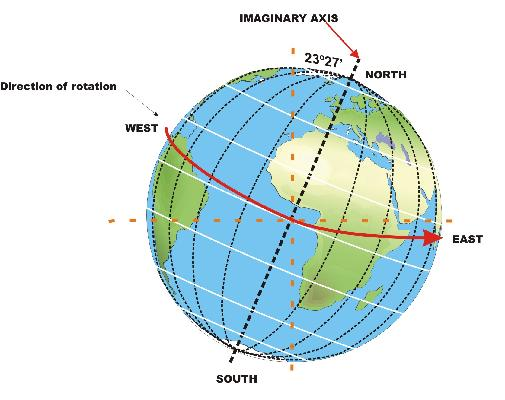 IMAGINARY AXIS
23°27'
NORTH
Direction of rotation
WEST
EAST
SOUTH